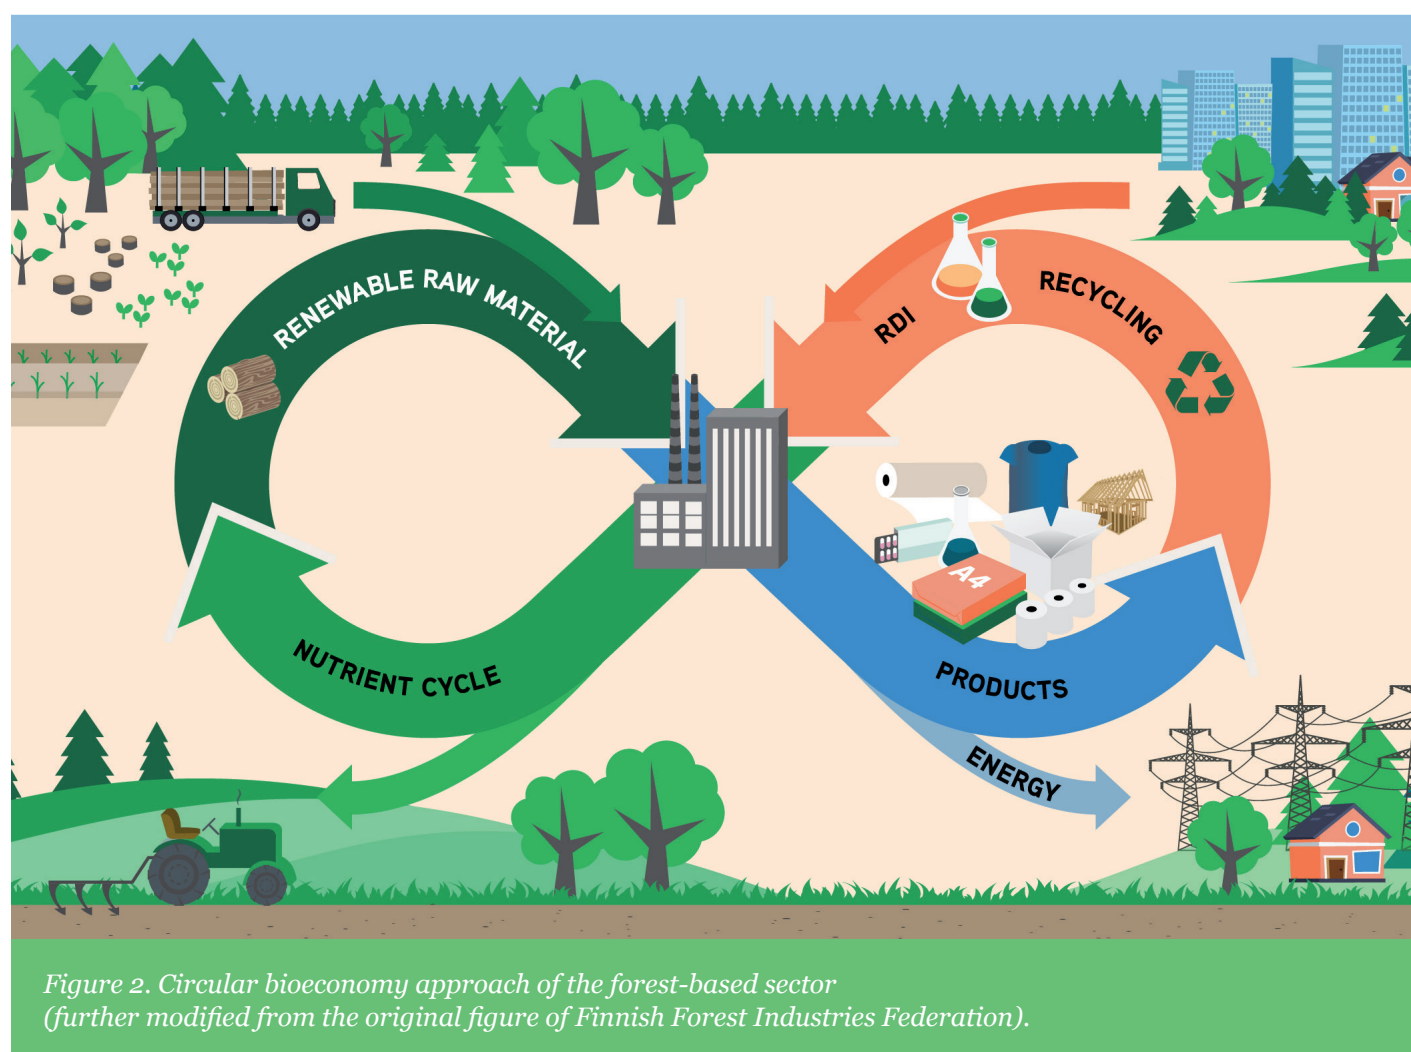 RENEWABLE RAW MATERIAL
RDI
RECYCLING
A4
NUTRIENT CYCLE
PRODUCTS
ENERGY
Figure 2. Circular bioeconomy approach of the forest-based sector
(further modified from the original figure of Finnish Forest Industries Federation).